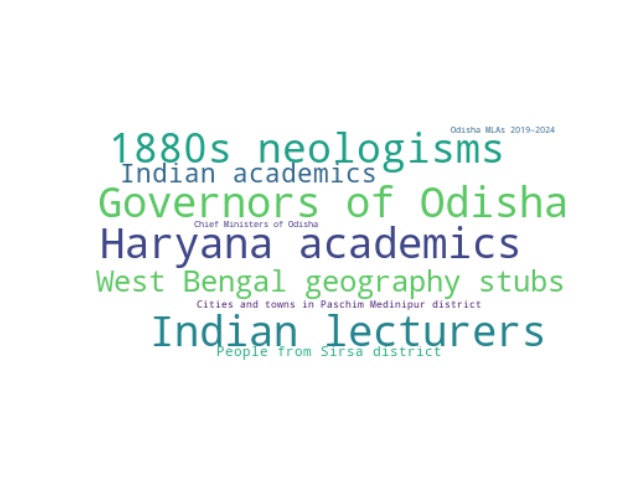 Odisha MLAs 2019–2024
1880s neologisms
Indian academics
Governors of Odisha
Chief Ministers of Odisha
Haryana academics
West Bengal geography stubs
Cities and towns in Paschim Medinipur district
Indian lecturers
People from Sirsa district